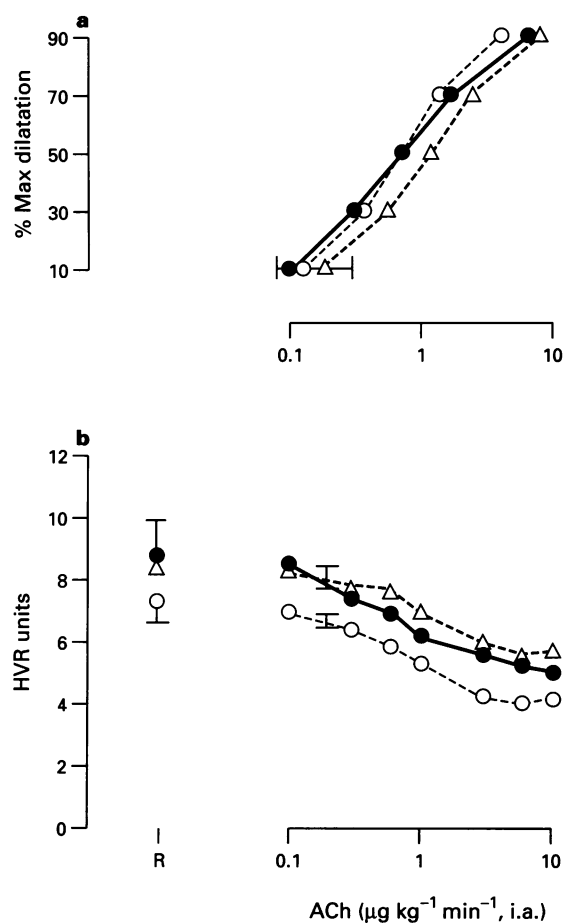 a
% Max dilatation
90
70
50
30
10
0.1 1 10
b
HVR units
12
10
8
6
4
2
0
R 0.1 1 10
ACh (μg kg⁻¹ min⁻¹, i.a.)